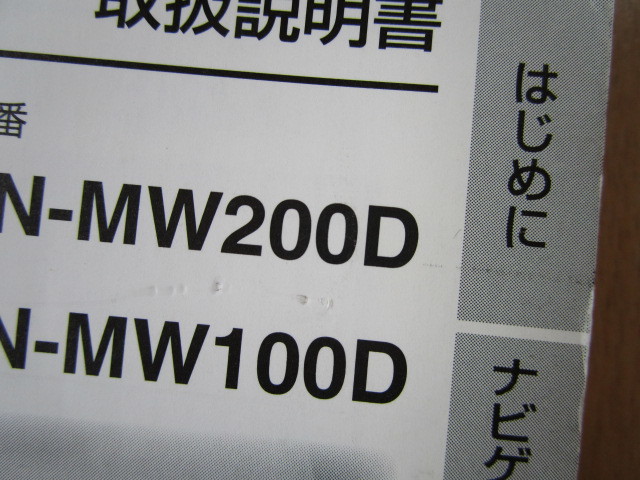 取扱説明書
番
N-MW200D
N-MW100D
はじめに
ナビゲ